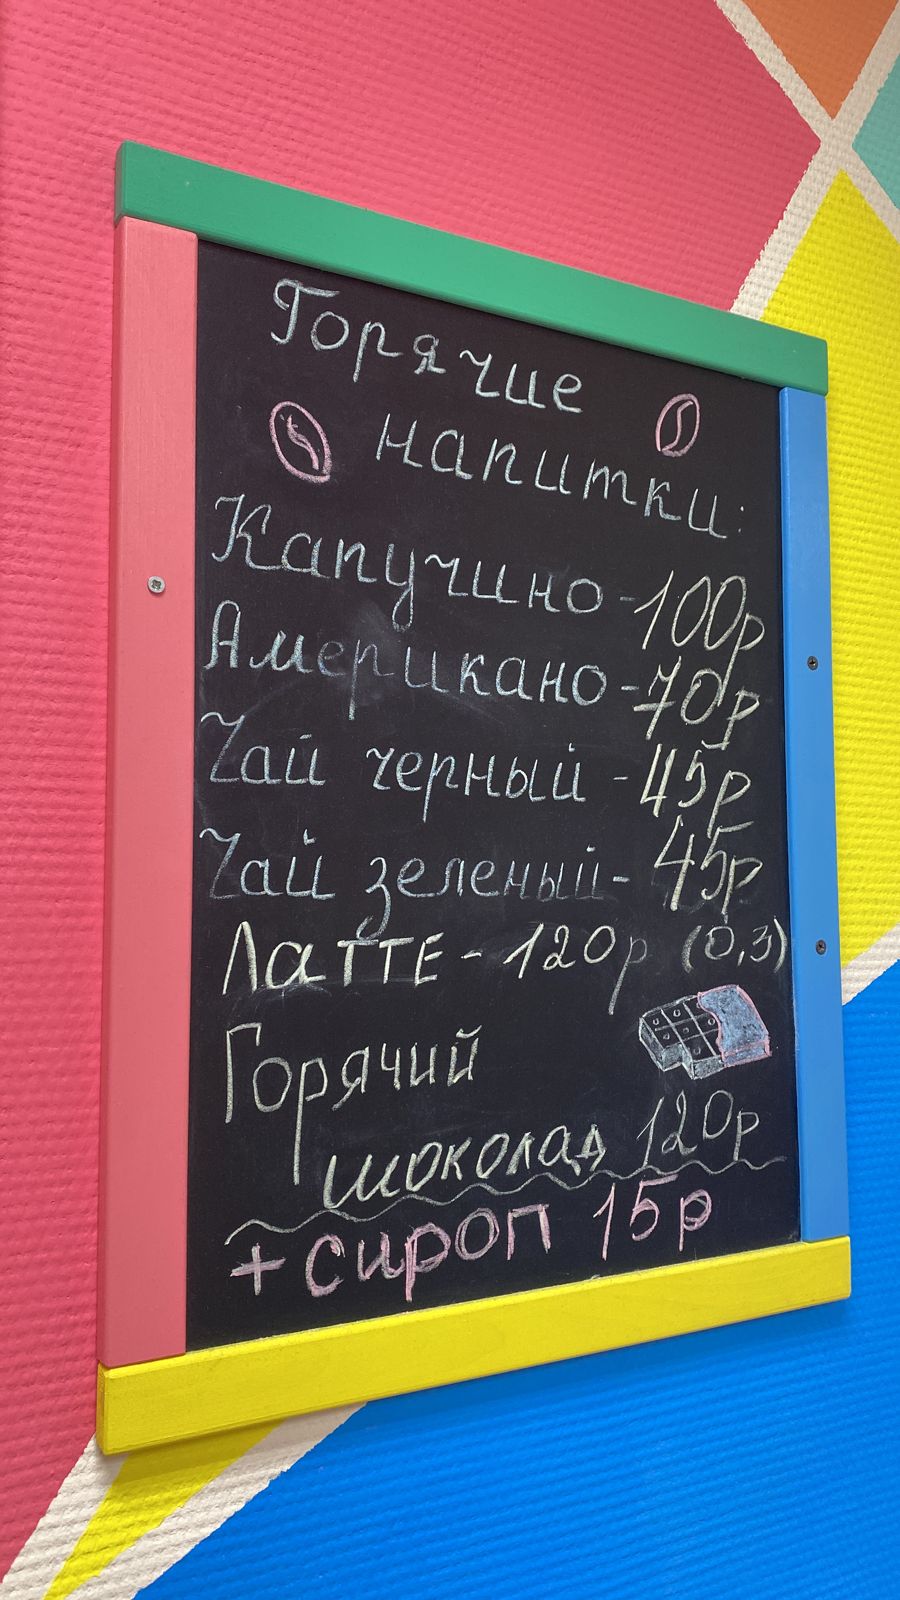 Горячие
напитки:
Капучино - 100р
Американо - 70р
Чай черный - 45р
Чай зеленый - 45р
Латте - 120р (0,3)
Горячий
шоколад 120р
+ сироп 15р